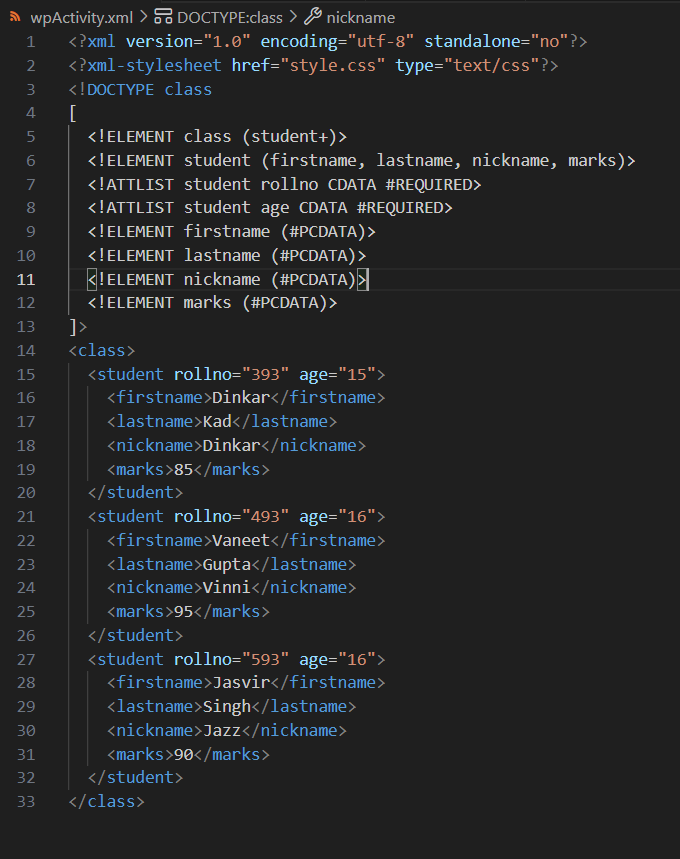 wpActivity.xml > DOCTYPE:class > nickname
1 <?xml version="1.0" encoding="utf-8" standalone="no"?>
2 <?xml-stylesheet href="style.css" type="text/css"?>
3 <!DOCTYPE class
4 [
5   <!ELEMENT class (student+)>
6   <!ELEMENT student (firstname, lastname, nickname, marks)>
7   <!ATTLIST student rollno CDATA #REQUIRED>
8   <!ATTLIST student age CDATA #REQUIRED>
9   <!ELEMENT firstname (#PCDATA)>
10   <!ELEMENT lastname (#PCDATA)>
11   <!ELEMENT nickname (#PCDATA)>
12   <!ELEMENT marks (#PCDATA)>
13 ]>
14 <class>
15   <student rollno="393" age="15">
16     <firstname>Dinkar</firstname>
17     <lastname>Kad</lastname>
18     <nickname>Dinkar</nickname>
19     <marks>85</marks>
20   </student>
21   <student rollno="493" age="16">
22     <firstname>Vaneet</firstname>
23     <lastname>Gupta</lastname>
24     <nickname>Vinni</nickname>
25     <marks>95</marks>
26   </student>
27   <student rollno="593" age="16">
28     <firstname>Jasvir</firstname>
29     <lastname>Singh</lastname>
30     <nickname>Jazz</nickname>
31     <marks>90</marks>
32   </student>
33 </class>